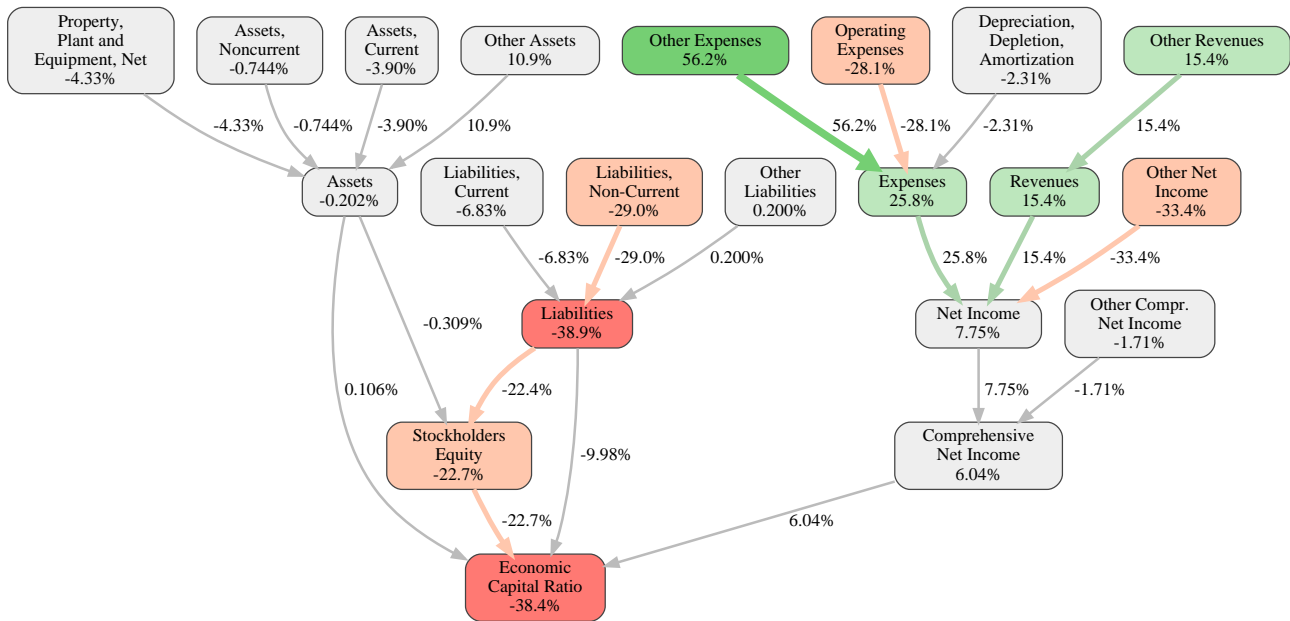 Property,
Plant and
Equipment, Net
-4.33%
Assets,
Noncurrent
-0.744%
Assets,
Current
-3.90%
Other Assets
10.9%
Other Expenses
56.2%
Operating
Expenses
-28.1%
Depreciation,
Depletion,
Amortization
-2.31%
Other Revenues
15.4%
-4.33%
-0.744%
-3.90%
10.9%
56.2%
-28.1%
-2.31%
15.4%
Assets
-0.202%
Liabilities,
Current
-6.83%
Liabilities,
Non-Current
-29.0%
Other
Liabilities
0.200%
Expenses
25.8%
Revenues
15.4%
Other Net
Income
-33.4%
-6.83%
-29.0%
0.200%
25.8%
15.4%
-33.4%
Liabilities
-38.9%
Net Income
7.75%
Other Compr.
Net Income
-1.71%
-0.309%
0.106%
-22.4%
-9.98%
7.75%
-1.71%
Stockholders
Equity
-22.7%
Comprehensive
Net Income
6.04%
-22.7%
6.04%
Economic
Capital Ratio
-38.4%